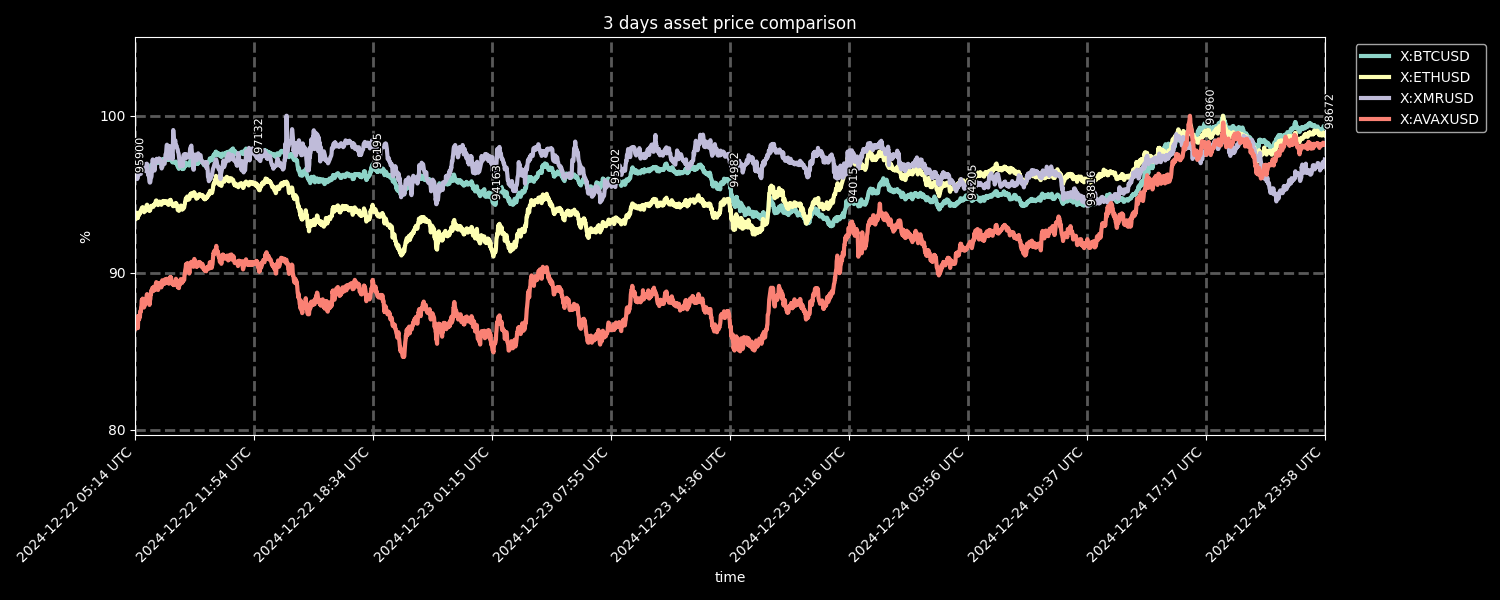 3 days asset price comparison
X:BTCUSD
X:ETHUSD
X:XMRUSD
X:AVAXUSD
100
90
80
%
95900
97132
96195
94163
95202
94982
94015
94205
93816
98960
98672
2024-12-22 05:14 UTC
2024-12-22 11:54 UTC
2024-12-22 18:34 UTC
2024-12-23 01:15 UTC
2024-12-23 07:55 UTC
2024-12-23 14:36 UTC
2024-12-23 21:16 UTC
2024-12-24 03:56 UTC
2024-12-24 10:37 UTC
2024-12-24 17:17 UTC
2024-12-24 23:58 UTC
time